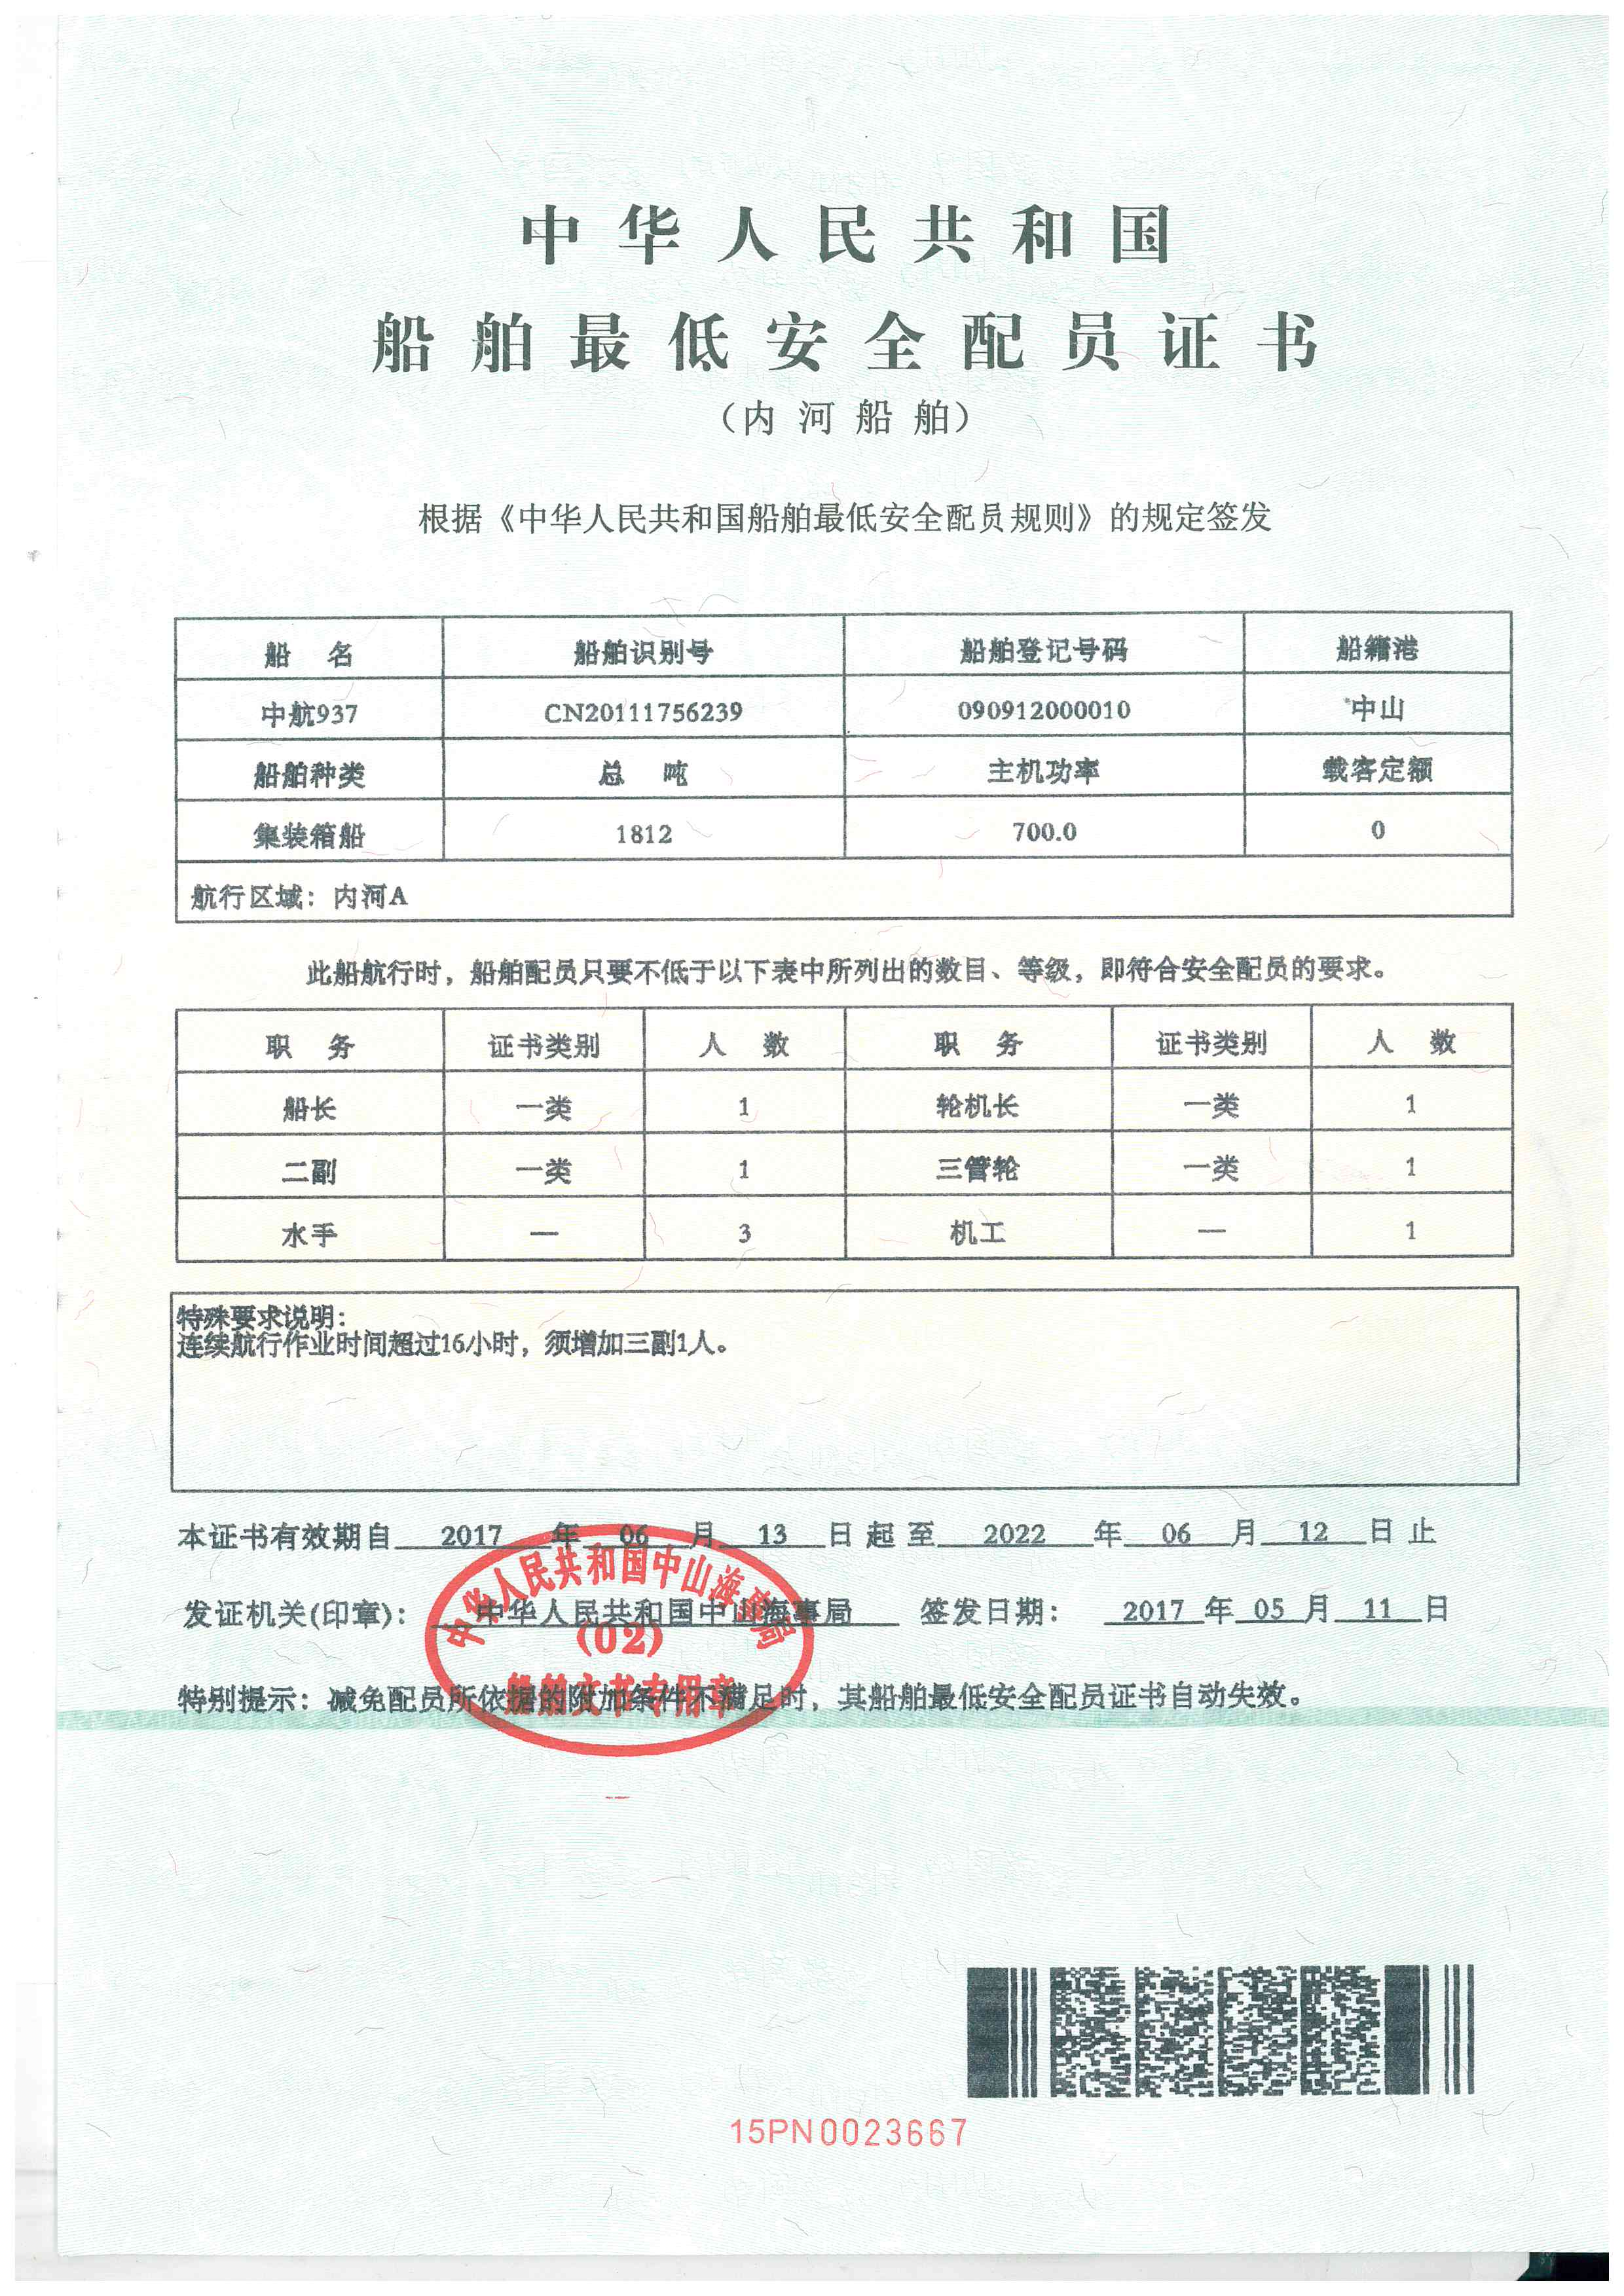 中华人民共和国
船舶最低安全配员证书
（内河船舶）
根据《中华人民共和国船舶最低安全配员规则》的规定签发
船 名 船舶识别号 船舶登记号码 船籍港
中航937 CN20111756239 090912000010 中山
船舶种类 总 吨 主机功率 载客定额
集装箱船 1812 700.0 0
航行区域：内河A
此船航行时，船舶配员只要不低于以下表中所列出的数目、等级，即符合安全配员的要求。
职 务 证书类别 人 数 职 务 证书类别 人 数
船长 一类 1 轮机长 一类 1
二副 一类 1 三管轮 一类 1
水手 — 3 机工 — 1
特殊要求说明：
连续航行作业时间超过16小时，须增加三副1人。
本证书有效期自 2017 年 06 月 13 日起至 2022 年 06 月 12 日止
发证机关(印章)： 中华人民共和国中山海事局 签发日期： 2017 年 05 月 11 日
中华人民共和国中山海事局
(02)
船舶文书专用章
特别提示：减免配员所依据的附加条件不满足时，其船舶最低安全配员证书自动失效。
15PN0023667